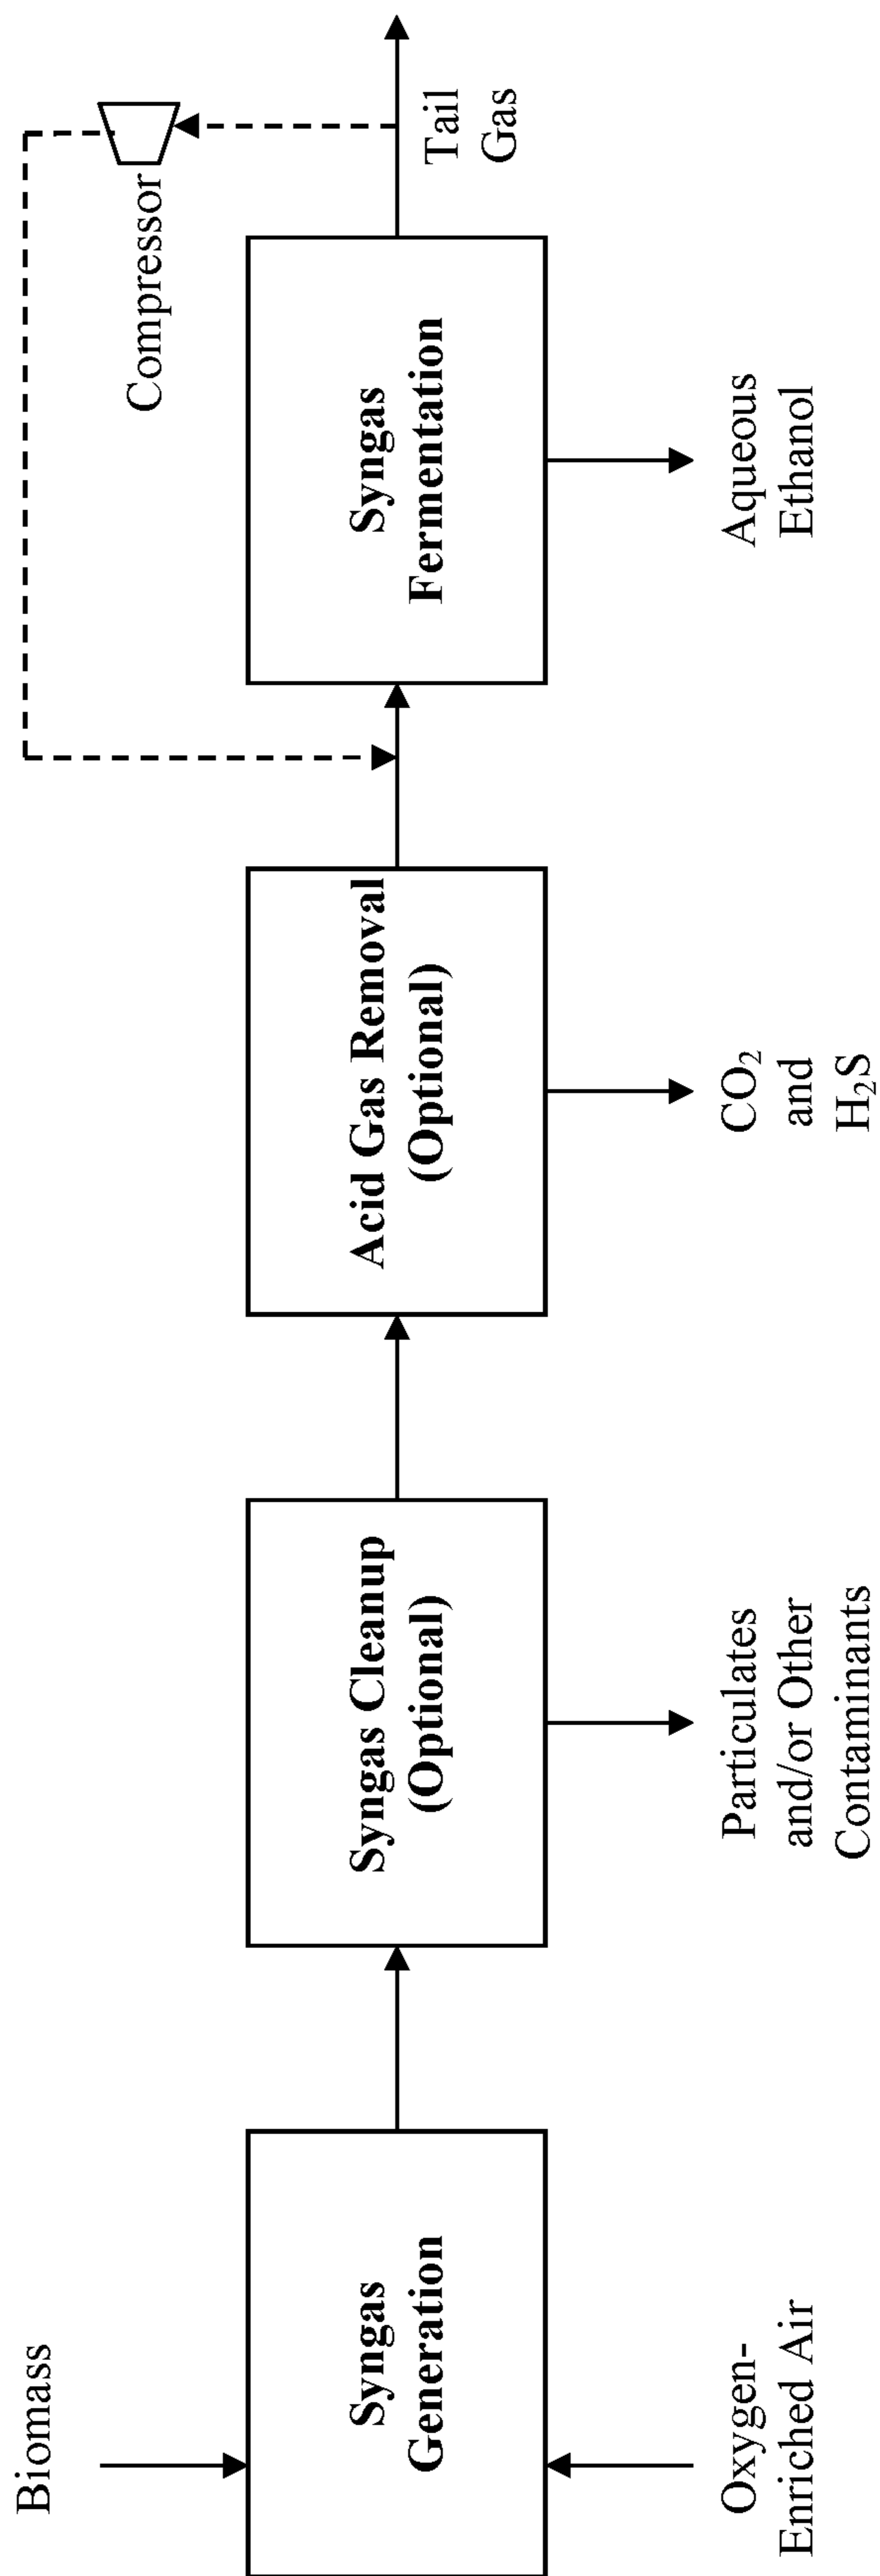 Biomass
Syngas
Generation
Oxygen-
Enriched Air
Syngas Cleanup
(Optional)
Particulates
and/or Other
Contaminants
Acid Gas Removal
(Optional)
CO₂
and
H₂S
Compressor
Syngas
Fermentation
Aqueous
Ethanol
Tail
Gas